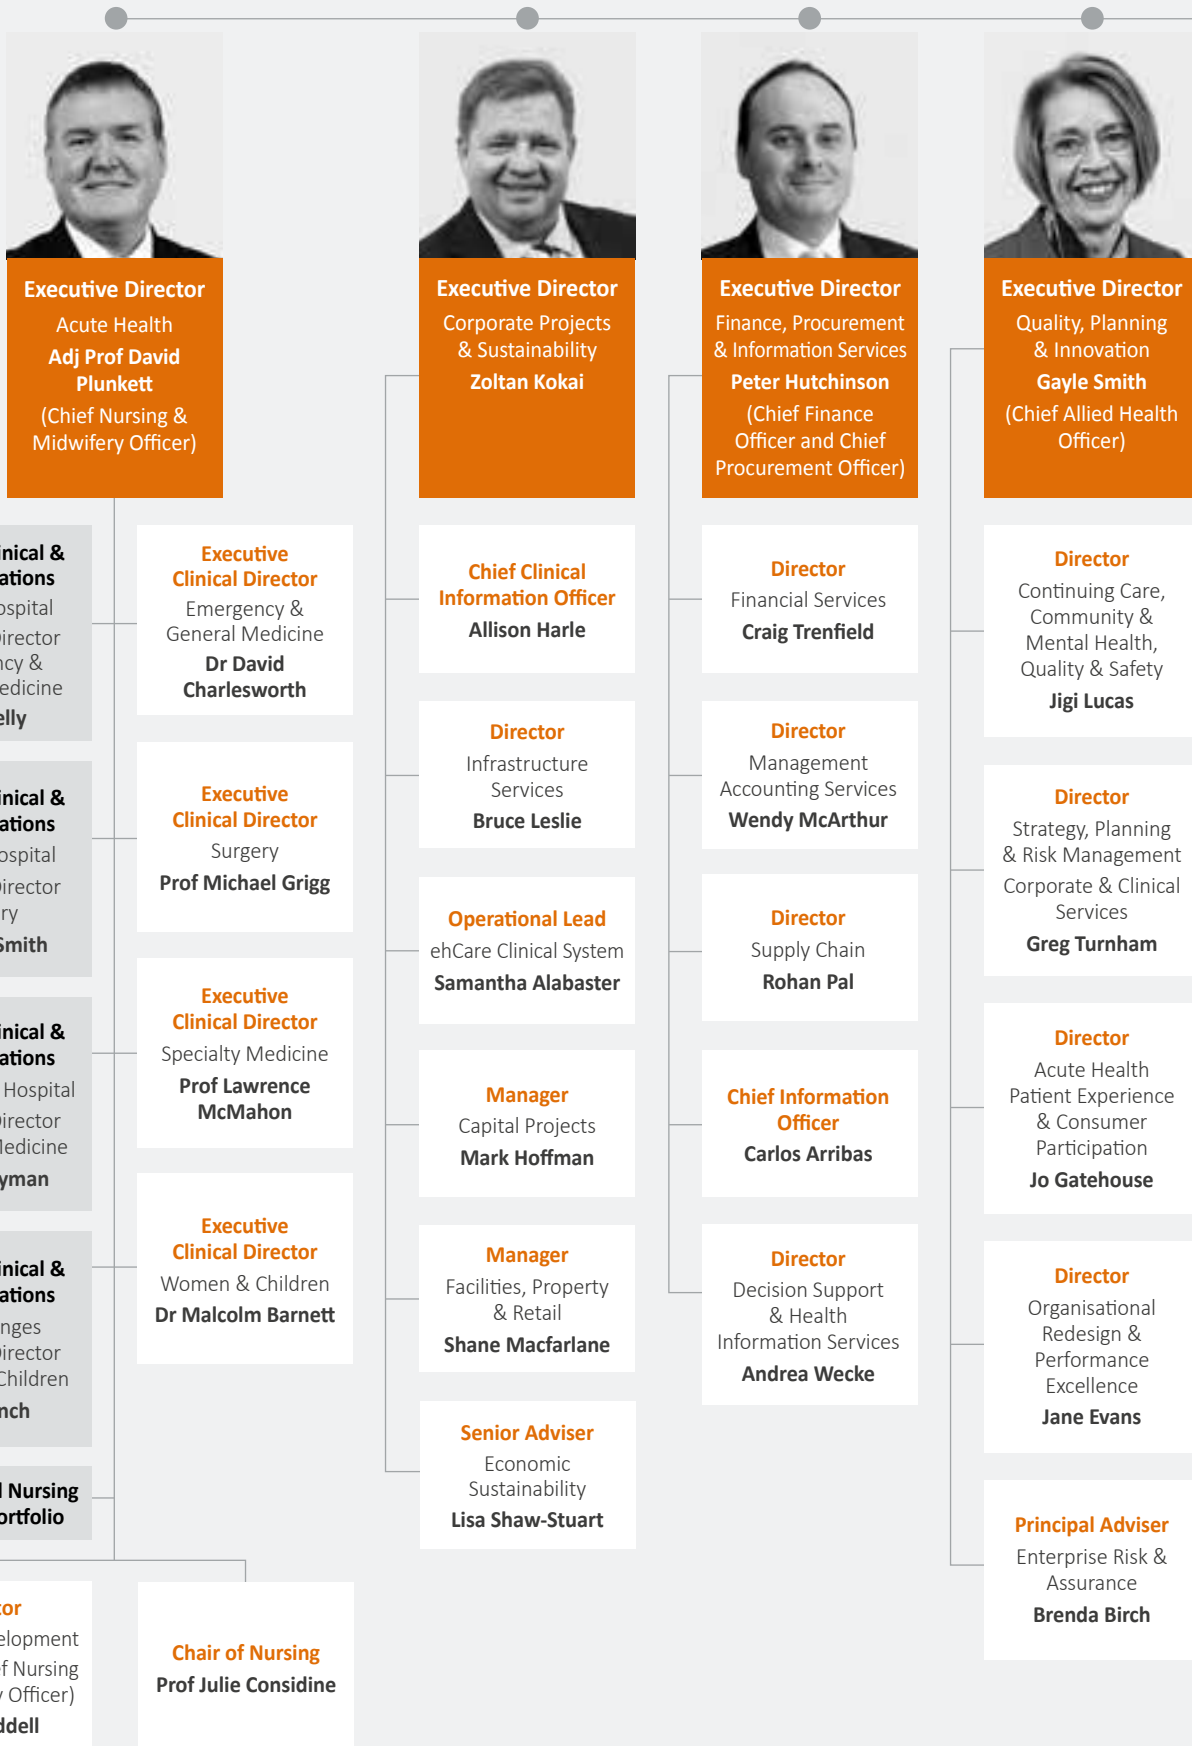 Executive Director
Acute Health
Adj Prof David
Plunkett
(Chief Nursing &
Midwifery Officer)
Executive Director
Corporate Projects
& Sustainability
Zoltan Kokai
Executive Director
Finance, Procurement
& Information Services
Peter Hutchinson
(Chief Finance
Officer and Chief
Procurement Officer)
Executive Director
Quality, Planning
& Innovation
Gayle Smith
(Chief Allied Health
Officer)
&
Director
&
Smith
&
Hospital
Director
&
Director
Children
Nursing
Nursing
Officer)
Executive
Clinical Director
Emergency &
General Medicine
Dr David
Charlesworth
Executive
Clinical Director
Surgery
Prof Michael Grigg
Executive
Clinical Director
Specialty Medicine
Prof Lawrence
McMahon
Executive
Clinical Director
Women & Children
Dr Malcolm Barnett
Chair of Nursing
Prof Julie Considine
Chief Clinical
Information Officer
Allison Harle
Director
Infrastructure
Services
Bruce Leslie
Operational Lead
ehCare Clinical System
Samantha Alabaster
Manager
Capital Projects
Mark Hoffman
Manager
Facilities, Property
& Retail
Shane Macfarlane
Senior Adviser
Economic
Sustainability
Lisa Shaw-Stuart
Director
Financial Services
Craig Trenfield
Director
Management
Accounting Services
Wendy McArthur
Director
Supply Chain
Rohan Pal
Chief Information
Officer
Carlos Arribas
Director
Decision Support
& Health
Information Services
Andrea Wecke
Director
Continuing Care,
Community &
Mental Health,
Quality & Safety
Jigi Lucas
Director
Strategy, Planning
& Risk Management
Corporate & Clinical
Services
Greg Turnham
Director
Acute Health
Patient Experience
& Consumer
Participation
Jo Gatehouse
Director
Organisational
Redesign &
Performance
Excellence
Jane Evans
Principal Adviser
Enterprise Risk &
Assurance
Brenda Birch